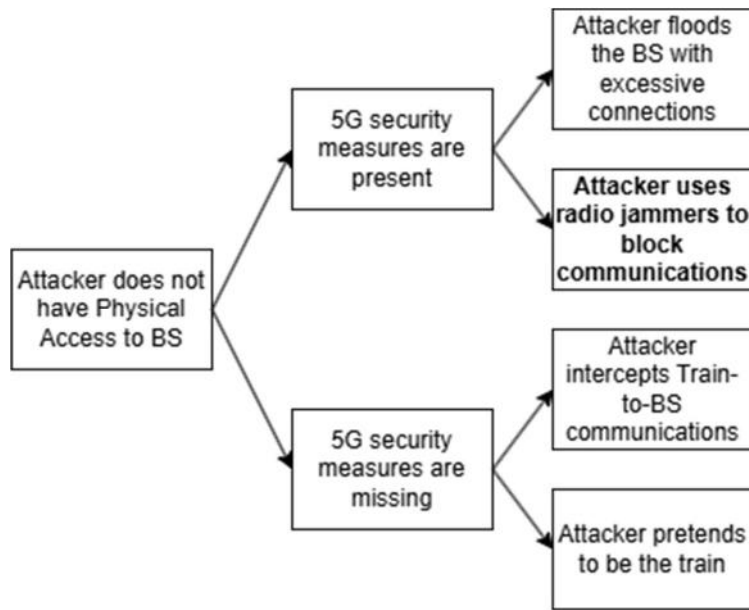 Attacker does not
have Physical
Access to BS
5G security
measures are
present
5G security
measures are
missing
Attacker floods
the BS with
excessive
connections
Attacker uses
radio jammers to
block
communications
Attacker
intercepts Train-
to-BS
communications
Attacker pretends
to be the train